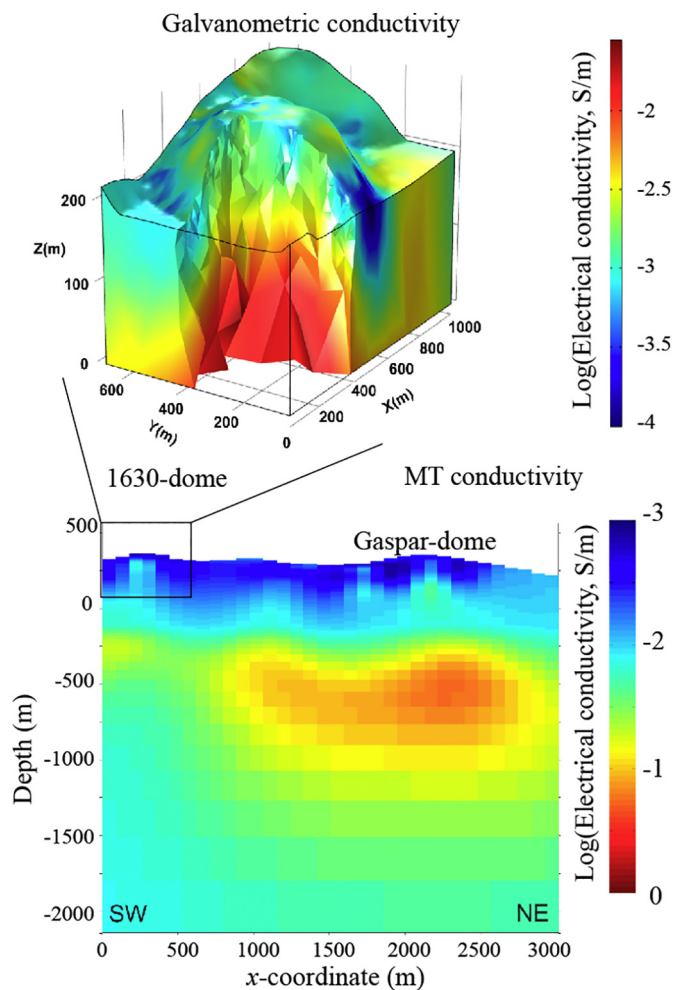 Galvanometric conductivity
200
Z(m)
100
0
600
400
Y(m)
200
0
200
400
X(m)
600
800
1000
-2
-2.5
-3
-3.5
-4
Log(Electrical conductivity, S/m)
1630-dome
MT conductivity
Gaspar-dome
500
0
-500
-1000
-1500
-2000
Depth (m)
SW
NE
0
500
1000
1500
2000
2500
3000
x-coordinate (m)
-3
-2
-1
0
Log(Electrical conductivity, S/m)